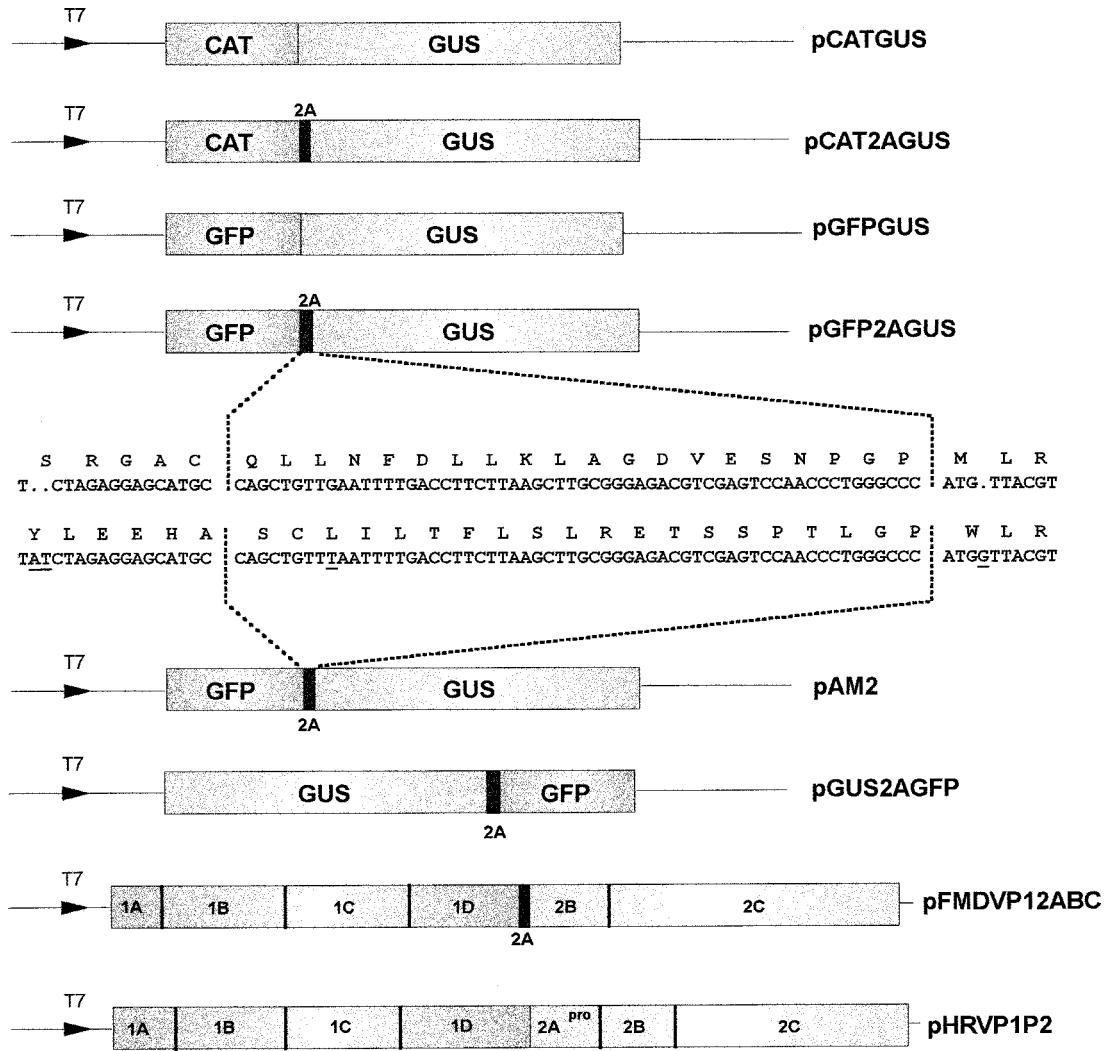 T7
CAT GUS pCATGUS
T7
2A
CAT GUS pCAT2AGUS
T7
GFP GUS pGFPGUS
T7
2A
GFP GUS pGFP2AGUS
S R G A C Q L L N F D L L K L A G D V E S N P G P M L R
T..CTAGAGGAGCATGC CAGCTGTTGAATTTTGACCTTCTTAAGCTTGCGGGAGACGTCGAGTCCAACCCTGGGCCC ATG.TTACGT
Y L E E H A S C L I L T F L S L R E T S S P T L G P W L R
TATCTAGAGGAGCATGC CAGCTGTTTAATTTTGACCTTCTTAAGCTTGCGGGAGACGTCGAGTCCAACCCTGGGCCC ATGGTTACGT
T7
GFP GUS pAM2
2A
T7
GUS GFP pGUS2AGFP
2A
T7
1A 1B 1C 1D 2B 2C pFMDVP12ABC
2A
T7
1A 1B 1C 1D 2A pro 2B 2C pHRVP1P2